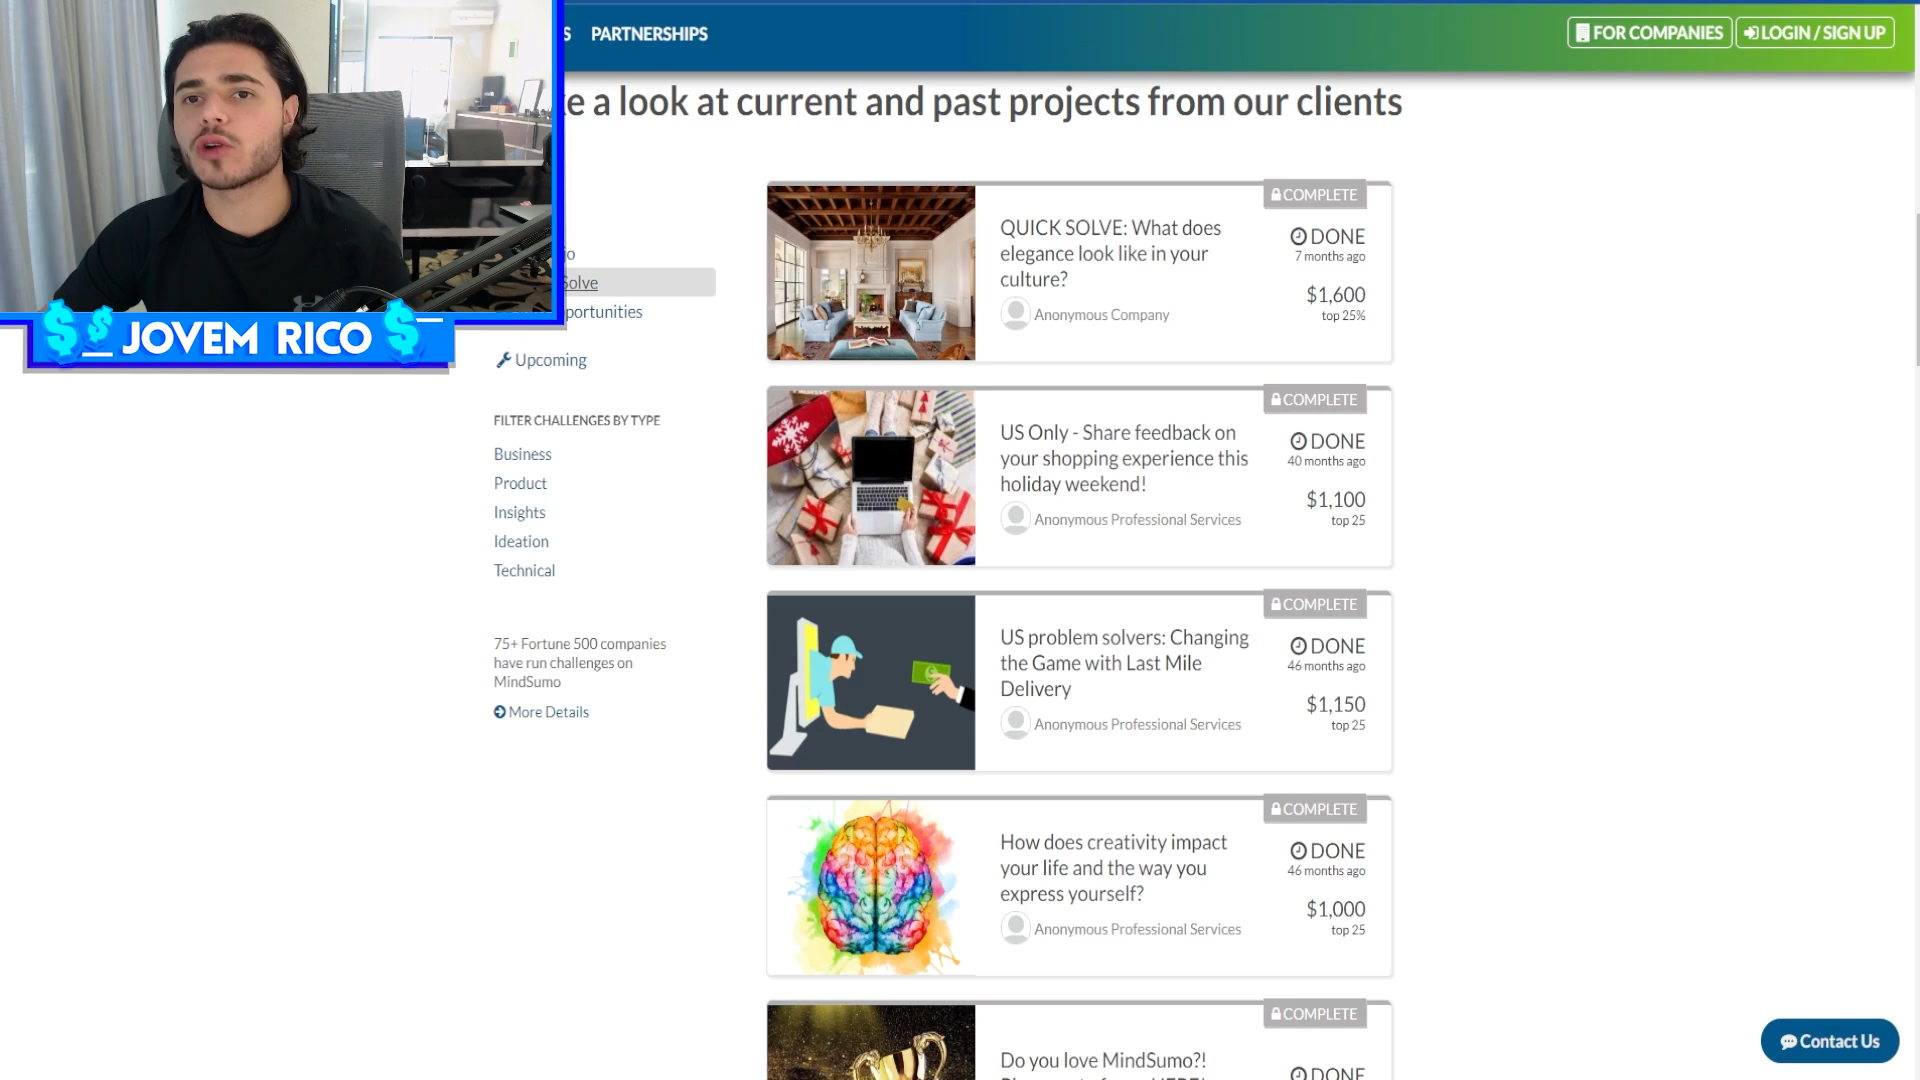 S PARTNERSHIPS
FOR COMPANIES
LOGIN / SIGN UP
e a look at current and past projects from our clients
JOVEM RICO
io
Solve
portunities
Upcoming
FILTER CHALLENGES BY TYPE
Business
Product
Insights
Ideation
Technical
75+ Fortune 500 companies
have run challenges on
MindSumo
More Details
COMPLETE
QUICK SOLVE: What does
elegance look like in your
culture?
Anonymous Company
DONE
7 months ago
$1,600
top 25%
COMPLETE
US Only - Share feedback on
your shopping experience this
holiday weekend!
Anonymous Professional Services
DONE
40 months ago
$1,100
top 25
COMPLETE
US problem solvers: Changing
the Game with Last Mile
Delivery
Anonymous Professional Services
DONE
46 months ago
$1,150
top 25
COMPLETE
How does creativity impact
your life and the way you
express yourself?
Anonymous Professional Services
DONE
46 months ago
$1,000
top 25
COMPLETE
Do you love MindSumo?!
DONE
Contact Us